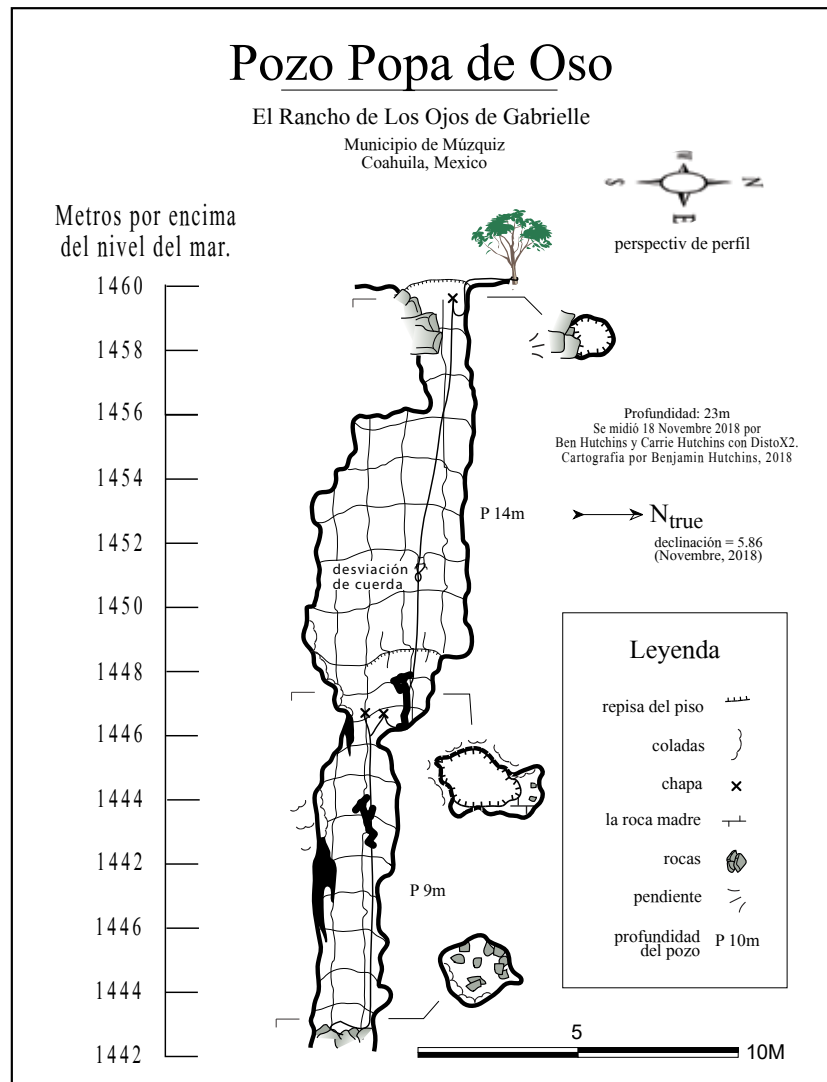 Pozo Popa de Oso
El Rancho de Los Ojos de Gabrielle
Municipio de Múzquiz
Coahuila, Mexico
W
S
N
E
perspectiv de perfil
Metros por encima
del nivel del mar.
1460
1458
1456
1454
1452
1450
1448
1446
1444
1442
1446
1444
1442
Profundidad: 23m
Se midió 18 Novembre 2018 por
Ben Hutchins y Carrie Hutchins con DistoX2.
Cartografia por Benjamin Hutchins, 2018
P 14m
N true
declinación = 5.86
(Novembre, 2018)
desviación
de cuerda
P 9m
Leyenda
repisa del piso
coladas
chapa
la roca madre
rocas
pendiente
profundidad
del pozo
P 10m
5
10M